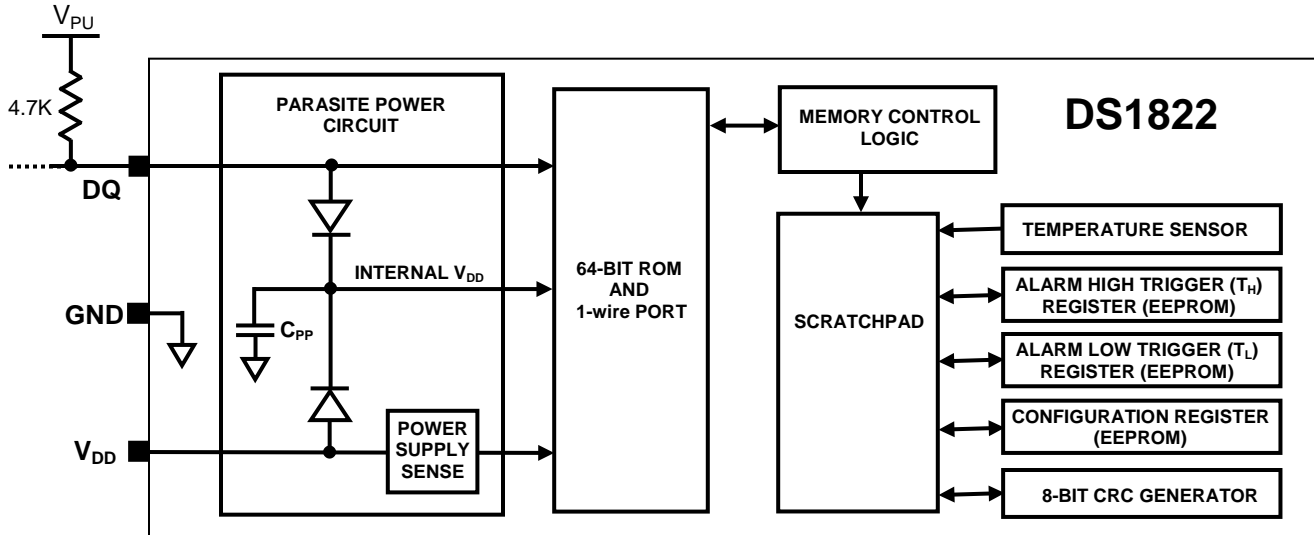 VPU
4.7K
DQ
GND
VDD
PARASITE POWER
CIRCUIT
INTERNAL VDD
CPP
POWER
SUPPLY
SENSE
64-BIT ROM
AND
1-wire PORT
MEMORY CONTROL
LOGIC
DS1822
SCRATCHPAD
TEMPERATURE SENSOR
ALARM HIGH TRIGGER (TH)
REGISTER (EEPROM)
ALARM LOW TRIGGER (TL)
REGISTER (EEPROM)
CONFIGURATION REGISTER
(EEPROM)
8-BIT CRC GENERATOR